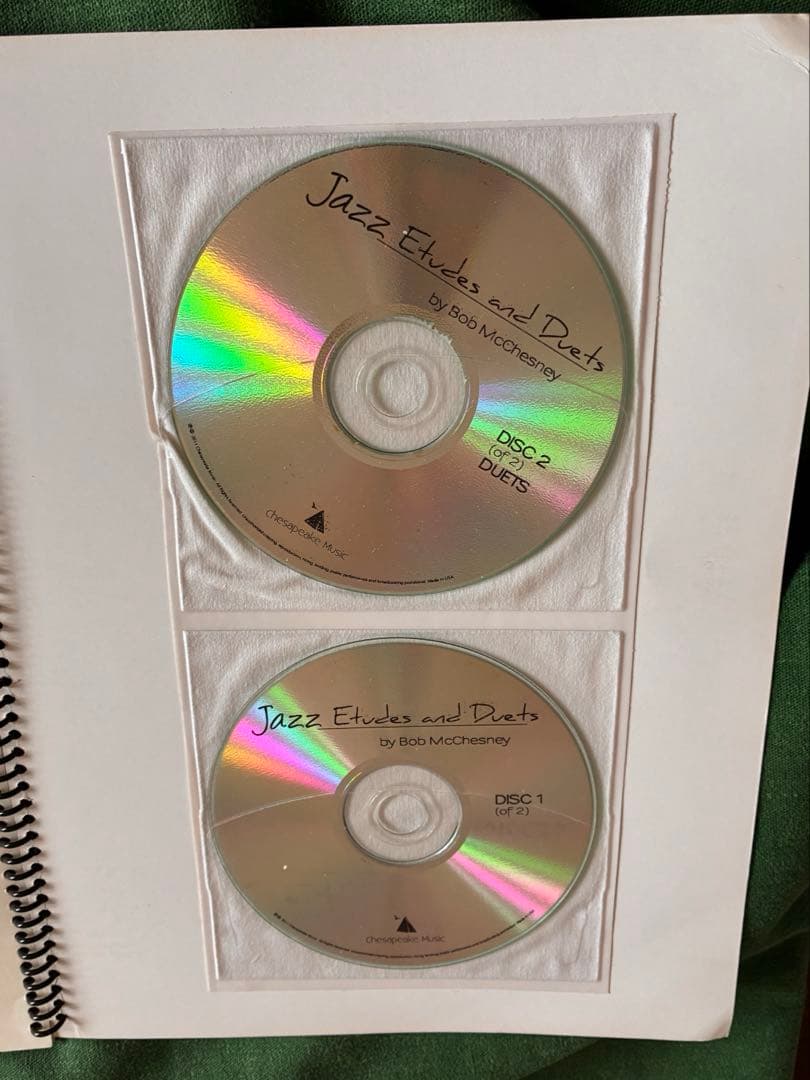 Jazz Etudes and Duets
by Bob McChesney
DISC 2
(of 2)
DUETS
Chesapeake Music
Jazz Etudes and Duets
by Bob McChesney
DISC 1
(of 2)
Chesapeake Music